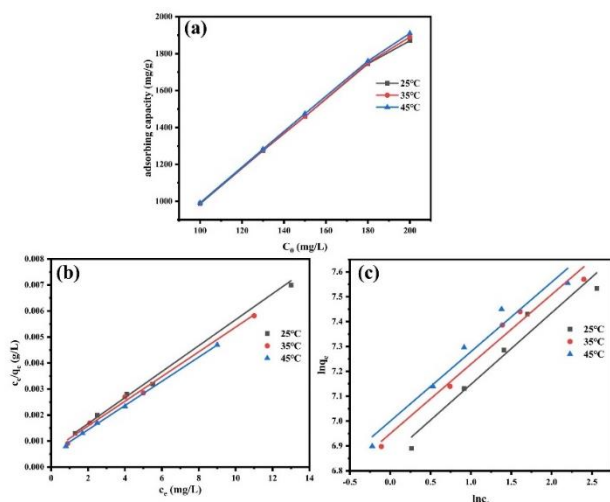 (a)
2000
1800
1600
1400
1200
1000
adsorbing capacity (mg/g)
25°C
35°C
45°C
100 120 140 160 180 200
C₀ (mg/L)
(b)
0.008
0.007
0.006
0.005
0.004
0.003
0.002
0.001
0.000
cₑ/qₑ (g/L)
25°C
35°C
45°C
0 2 4 6 8 10 12 14
cₑ (mg/L)
(c)
7.6
7.5
7.4
7.3
7.2
7.1
7.0
6.9
6.8
lnqₑ
25°C
35°C
45°C
-0.5 0.0 0.5 1.0 1.5 2.0 2.5
lnc